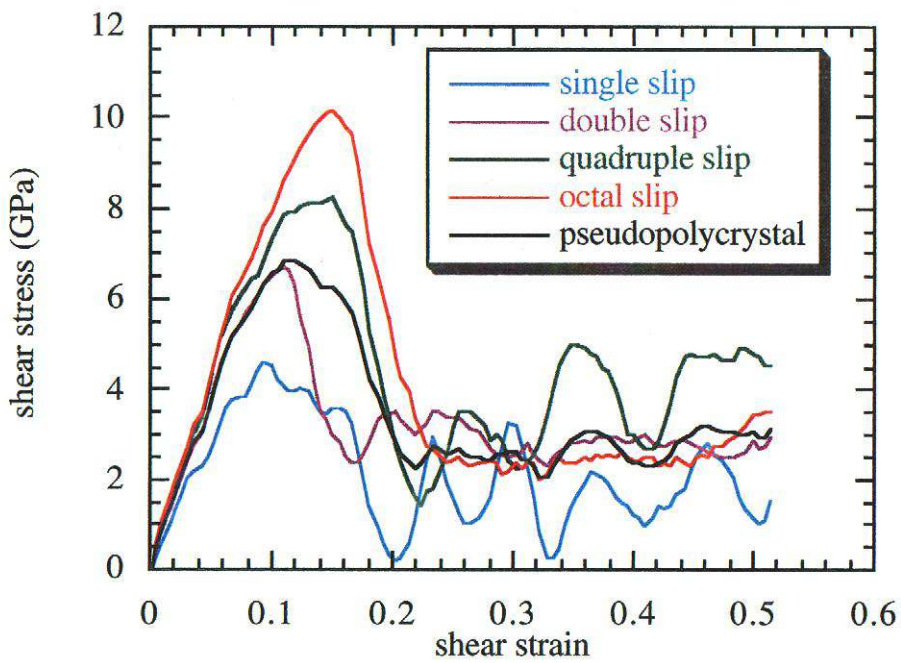 12
10
8
6
4
2
0
shear stress (GPa)
single slip
double slip
quadruple slip
octal slip
pseudopolycrystal
0
0.1
0.2
0.3
0.4
0.5
0.6
shear strain